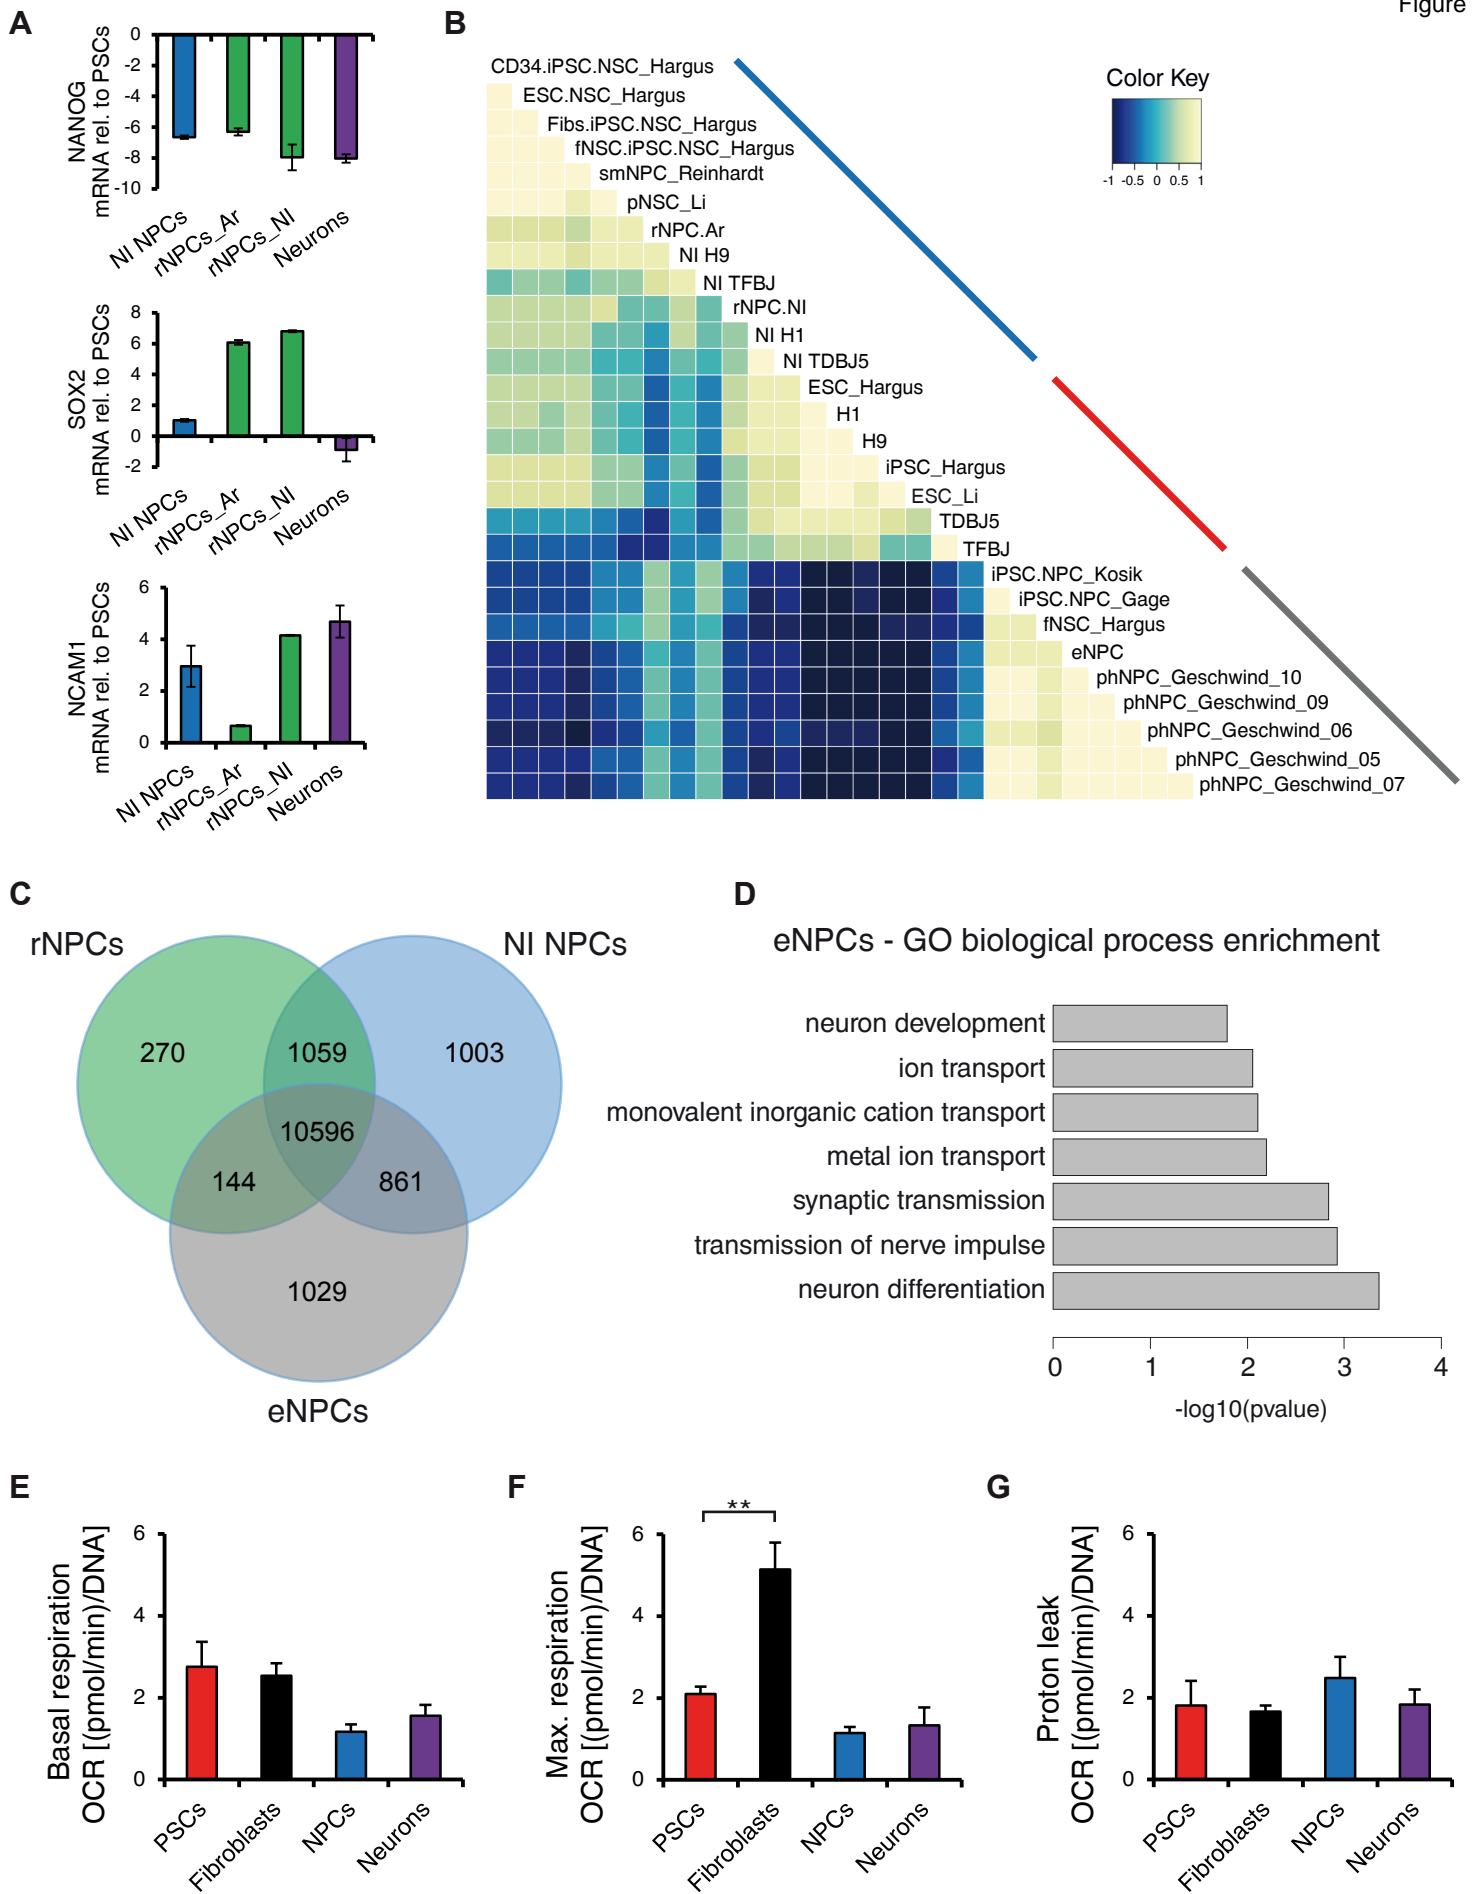 Figure
A
NANOG
mRNA rel. to PSCs
0
-2
-4
-6
-8
-10
NI NPCs
rNPCs_Ar
rNPCs_NI
Neurons
SOX2
mRNA rel. to PSCs
8
6
4
2
0
-2
NI NPCs
rNPCs_Ar
rNPCs_NI
Neurons
NCAM1
mRNA rel. to PSCs
6
4
2
0
NI NPCs
rNPCs_Ar
rNPCs_NI
Neurons
B
CD34.iPSC.NSC_Hargus
ESC.NSC_Hargus
Fibs.iPSC.NSC_Hargus
fNSC.iPSC.NSC_Hargus
smNPC_Reinhardt
pNSC_Li
rNPC.Ar
NI H9
NI TFBJ
rNPC.NI
NI H1
NI TDBJ5
ESC_Hargus
H1
H9
iPSC_Hargus
ESC_Li
TDBJ5
TFBJ
iPSC.NPC_Kosik
iPSC.NPC_Gage
fNSC_Hargus
eNPC
phNPC_Geschwind_10
phNPC_Geschwind_09
phNPC_Geschwind_06
phNPC_Geschwind_05
phNPC_Geschwind_07
Color Key
-1 -0.5 0 0.5 1
C
rNPCs
NI NPCs
270
1059
1003
10596
144
861
1029
eNPCs
D
eNPCs - GO biological process enrichment
neuron development
ion transport
monovalent inorganic cation transport
metal ion transport
synaptic transmission
transmission of nerve impulse
neuron differentiation
0 1 2 3 4
-log10(pvalue)
E
Basal respiration
OCR [(pmol/min)/DNA]
6
4
2
0
PSCs
Fibroblasts
NPCs
Neurons
F
Max. respiration
OCR [(pmol/min)/DNA]
**
6
4
2
0
PSCs
Fibroblasts
NPCs
Neurons
G
Proton leak
OCR [(pmol/min)/DNA]
6
4
2
0
PSCs
Fibroblasts
NPCs
Neurons